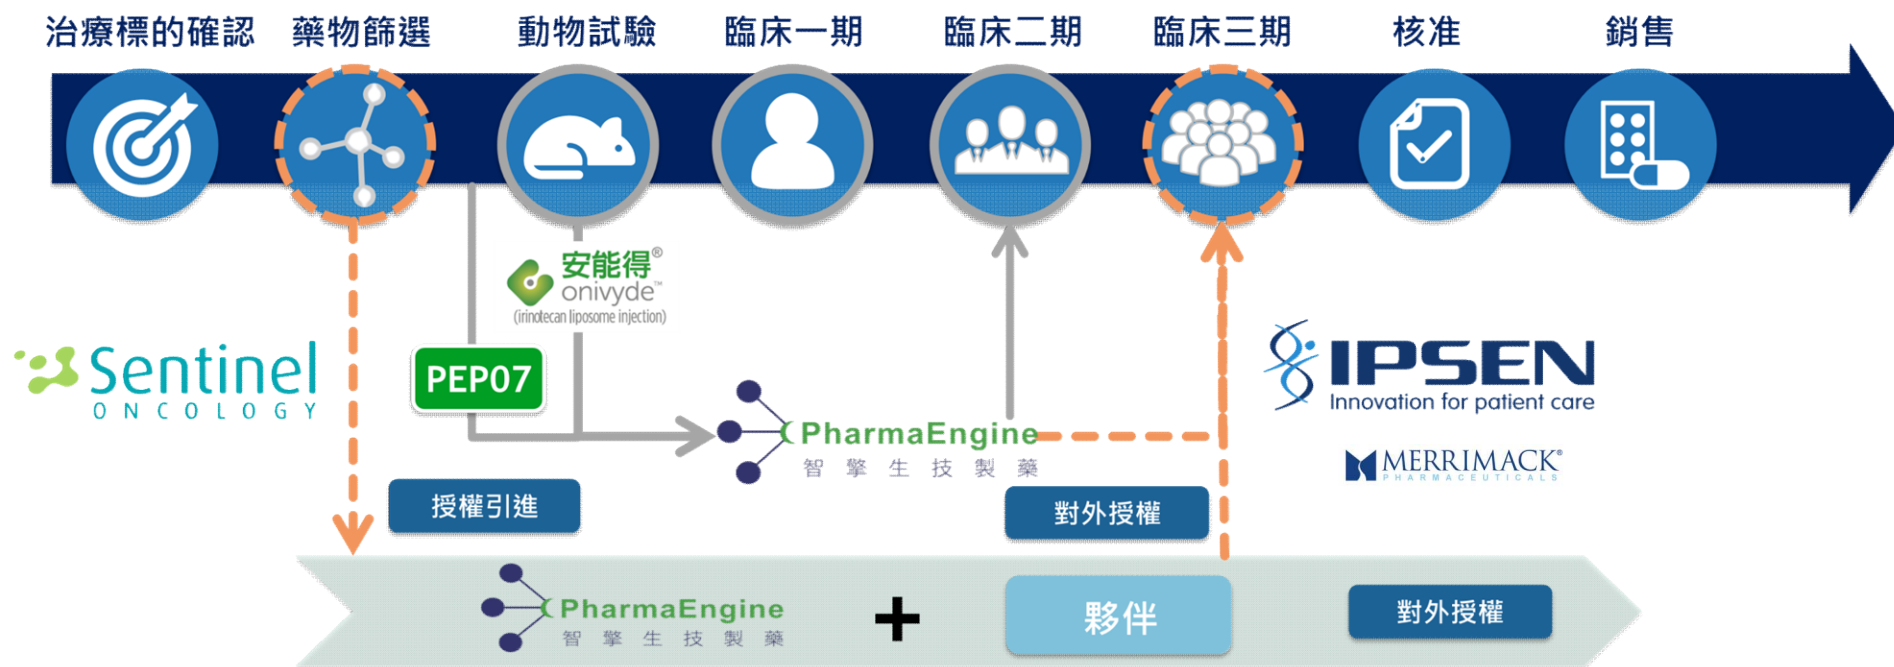 治療標的確認
藥物篩選
動物試驗
臨床一期
臨床二期
臨床三期
核准
銷售
安能得®
onivyde™
(irinotecan liposome injection)
Sentinel
ONCOLOGY
PEP07
PharmaEngine
智擎生技製藥
IPSEN
Innovation for patient care
MERRIMACK®
PHARMACEUTICALS
授權引進
對外授權
PharmaEngine
智擎生技製藥
+
夥伴
對外授權